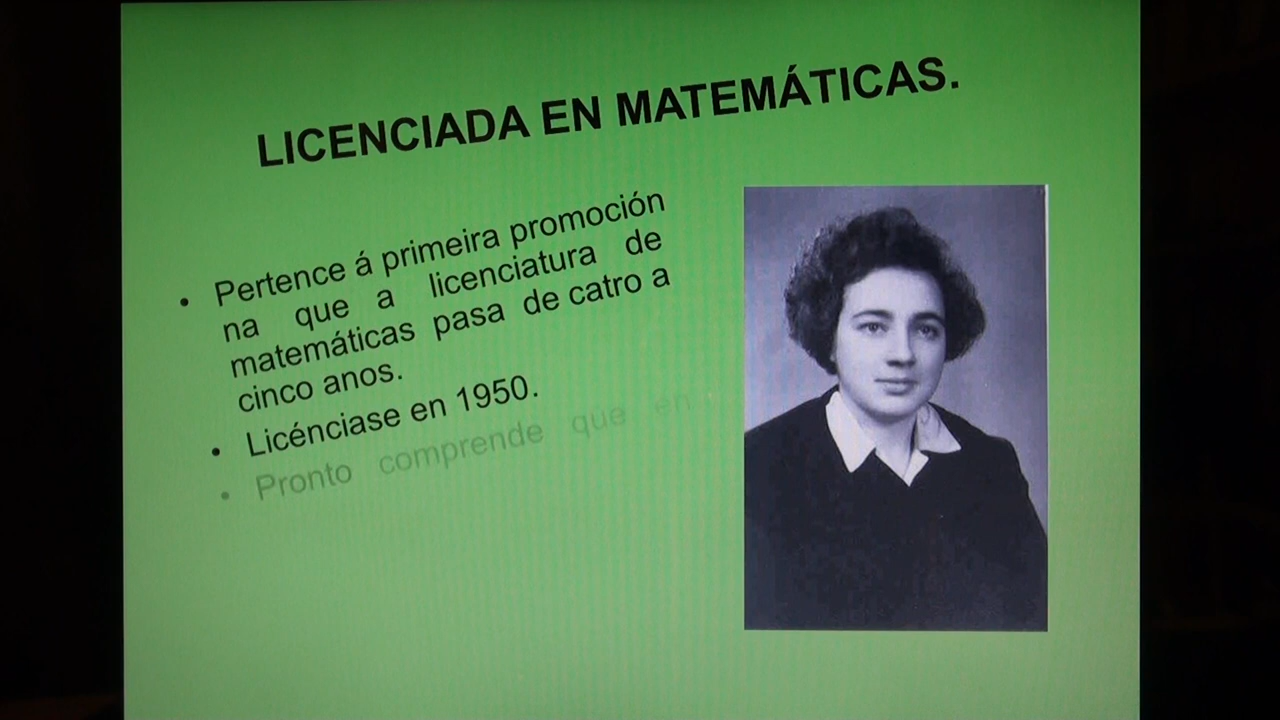 LICENCIADA EN MATEMÁTICAS.
• Pertence á primeira promoción
na que a licenciatura de
matemáticas pasa de catro a
cinco anos.
• Licénciase en 1950.
• Pronto comprende que en